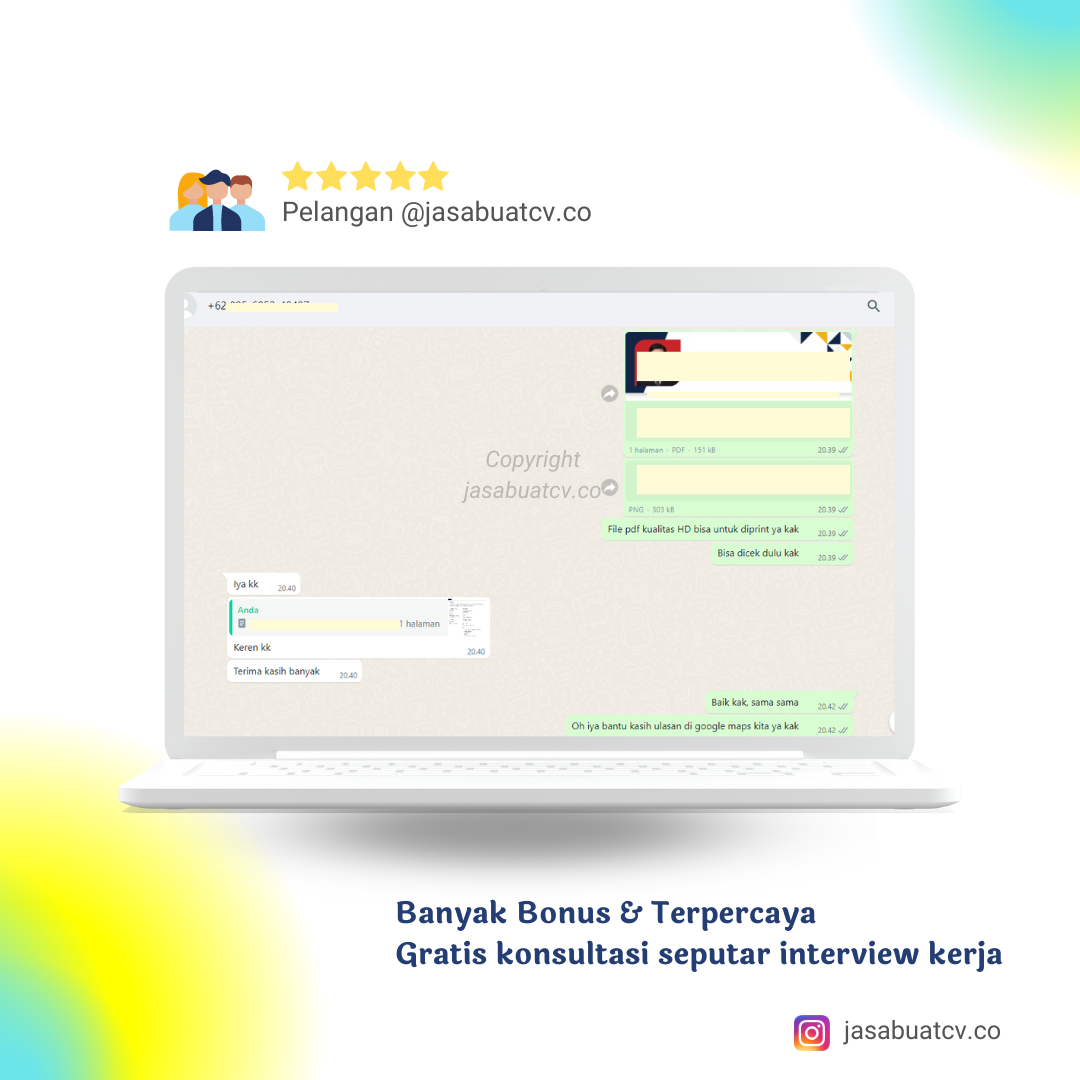 Pelangan @jasabuatcv.co
+62
1 halaman · PDF · 151 kB
20.39
Copyright
jasabuatcv.co
PNG · 303 kB
20.39
File pdf kualitas HD bisa untuk diprint ya kak
20.39
Bisa dicek dulu kak
20.39
Iya kk
20.40
Anda
1 halaman
Keren kk
20.40
Terima kasih banyak
20.40
Baik kak, sama sama
20.42
Oh iya bantu kasih ulasan di google maps kita ya kak
20.42
Banyak Bonus & Terpercaya
Gratis konsultasi seputar interview kerja
jasabuatcv.co